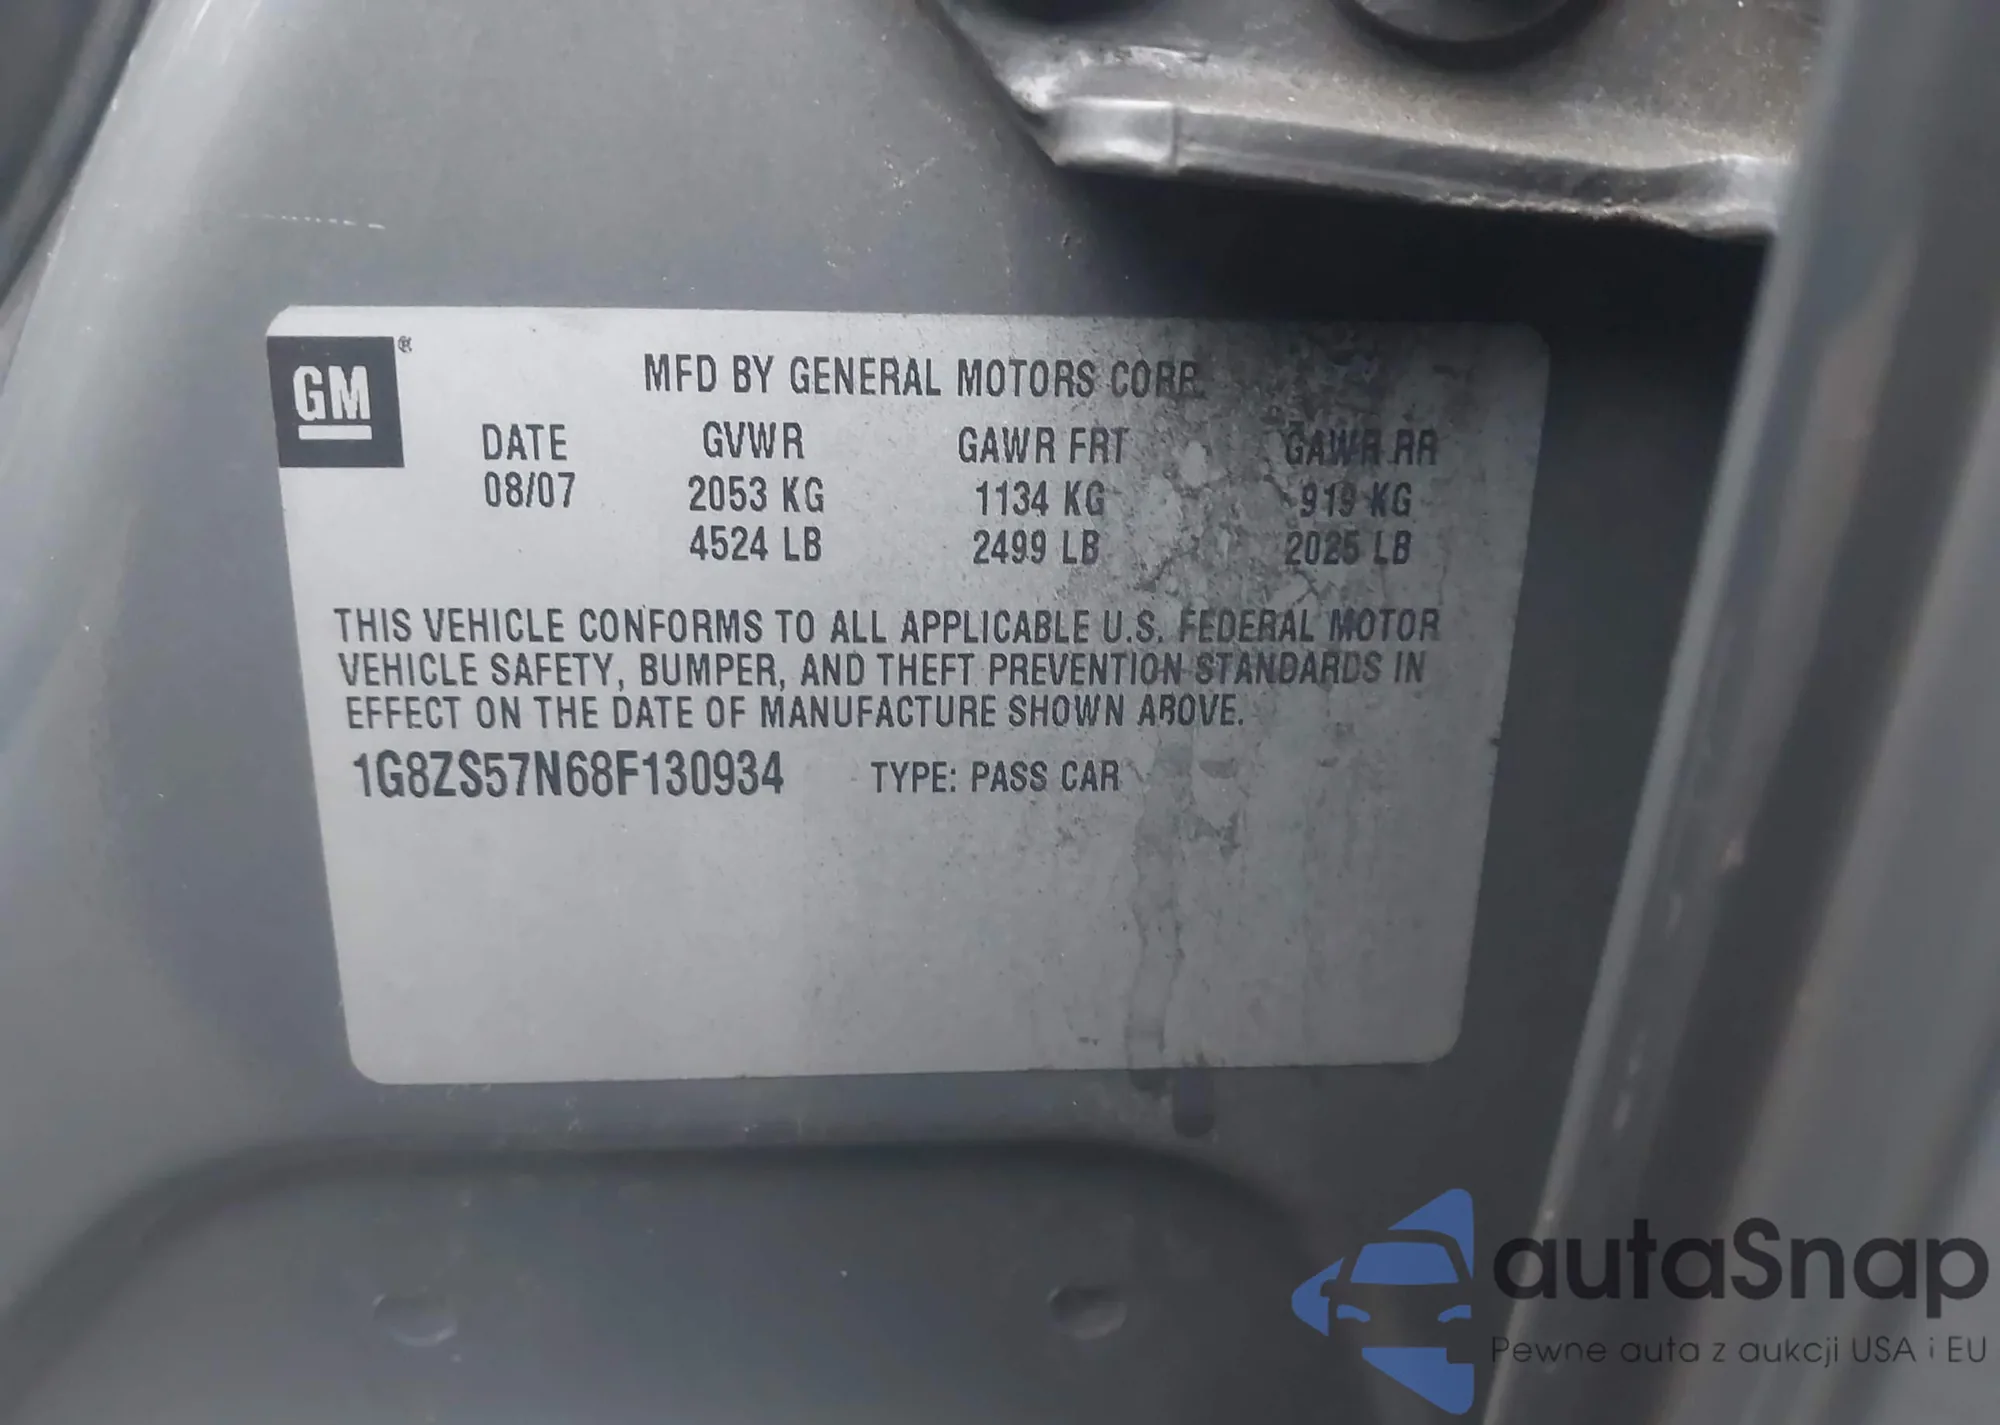 GM ®
MFD BY GENERAL MOTORS CORP.
DATE GVWR GAWR FRT GAWR RR
08/07 2053 KG 1134 KG 919 KG
4524 LB 2499 LB 2025 LB
THIS VEHICLE CONFORMS TO ALL APPLICABLE U.S. FEDERAL MOTOR
VEHICLE SAFETY, BUMPER, AND THEFT PREVENTION STANDARDS IN
EFFECT ON THE DATE OF MANUFACTURE SHOWN ABOVE.
1G8ZS57N68F130934 TYPE: PASS CAR
autaSnap
Pewne auta z aukcji USA i EU